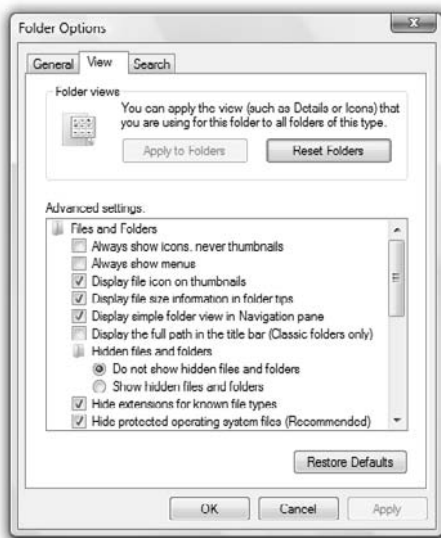 Folder Options
General View Search
Folder views
You can apply the view (such as Details or Icons) that
you are using for this folder to all folders of this type.
Apply to Folders Reset Folders
Advanced settings:
Files and Folders
Always show icons, never thumbnails
Always show menus
Display file icon on thumbnails
Display file size information in folder tips
Display simple folder view in Navigation pane
Display the full path in the title bar (Classic folders only)
Hidden files and folders
Do not show hidden files and folders
Show hidden files and folders
Hide extensions for known file types
Hide protected operating system files (Recommended)
Restore Defaults
OK Cancel Apply